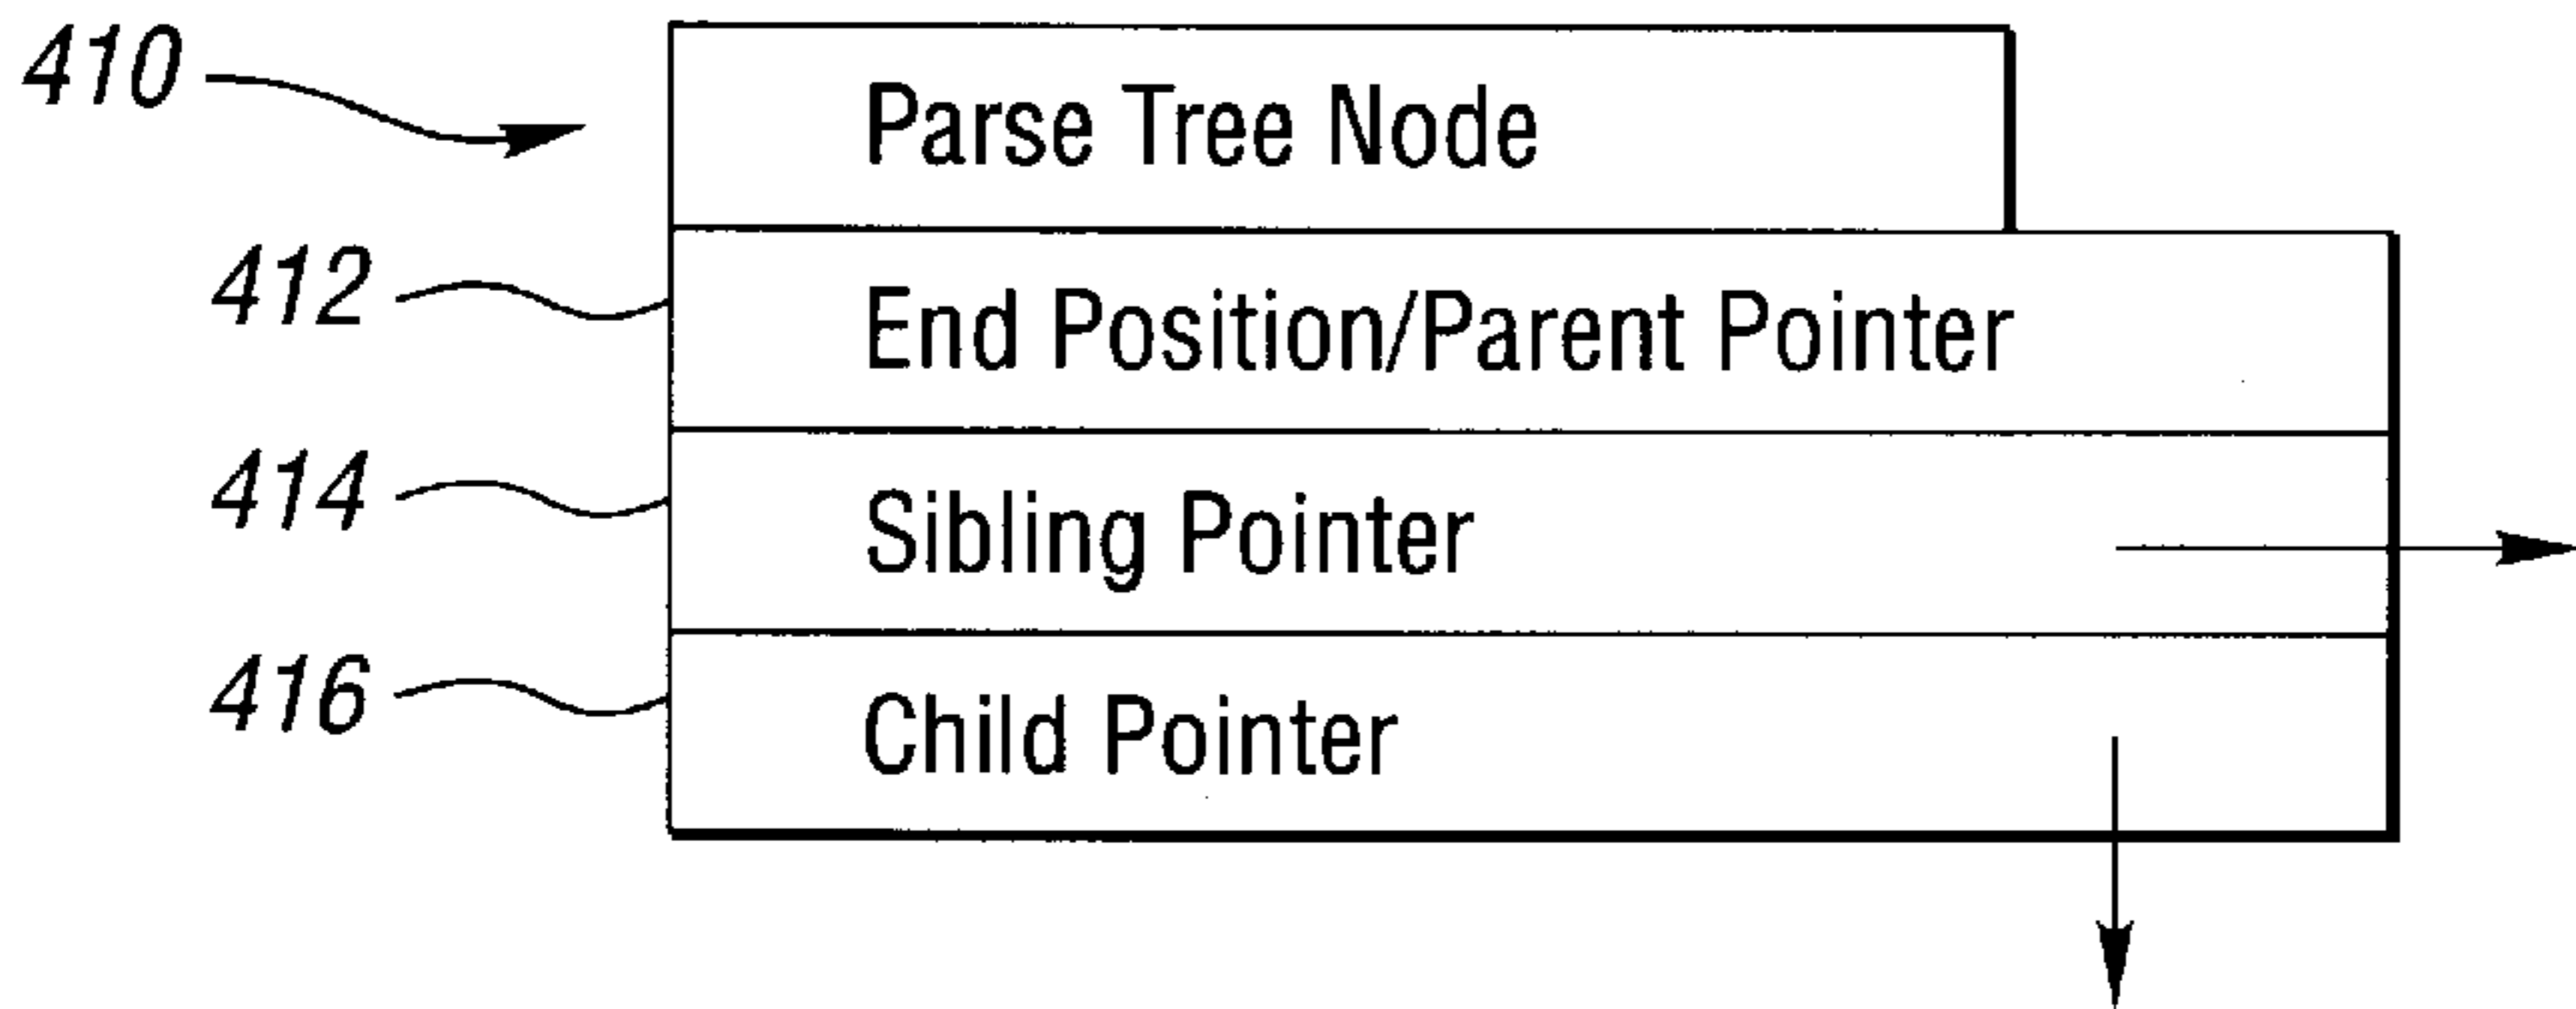 410 Parse Tree Node
412 End Position/Parent Pointer
414 Sibling Pointer
416 Child Pointer